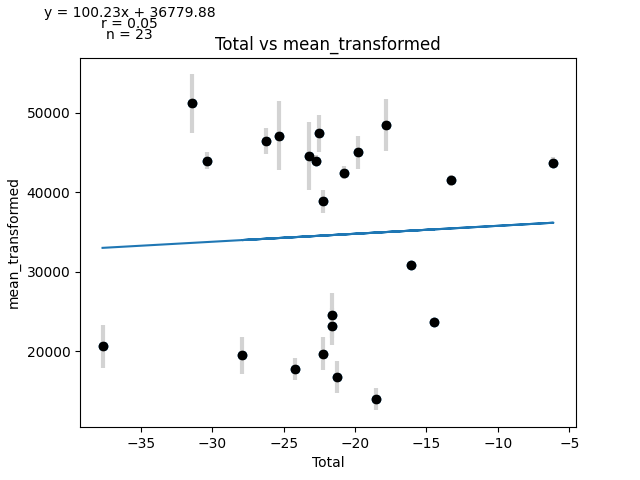 y = 100.23x + 36779.88
r = 0.05
n = 23
Total vs mean_transformed
50000
40000
30000
20000
mean_transformed
−35
−30
−25
−20
−15
−10
−5
Total